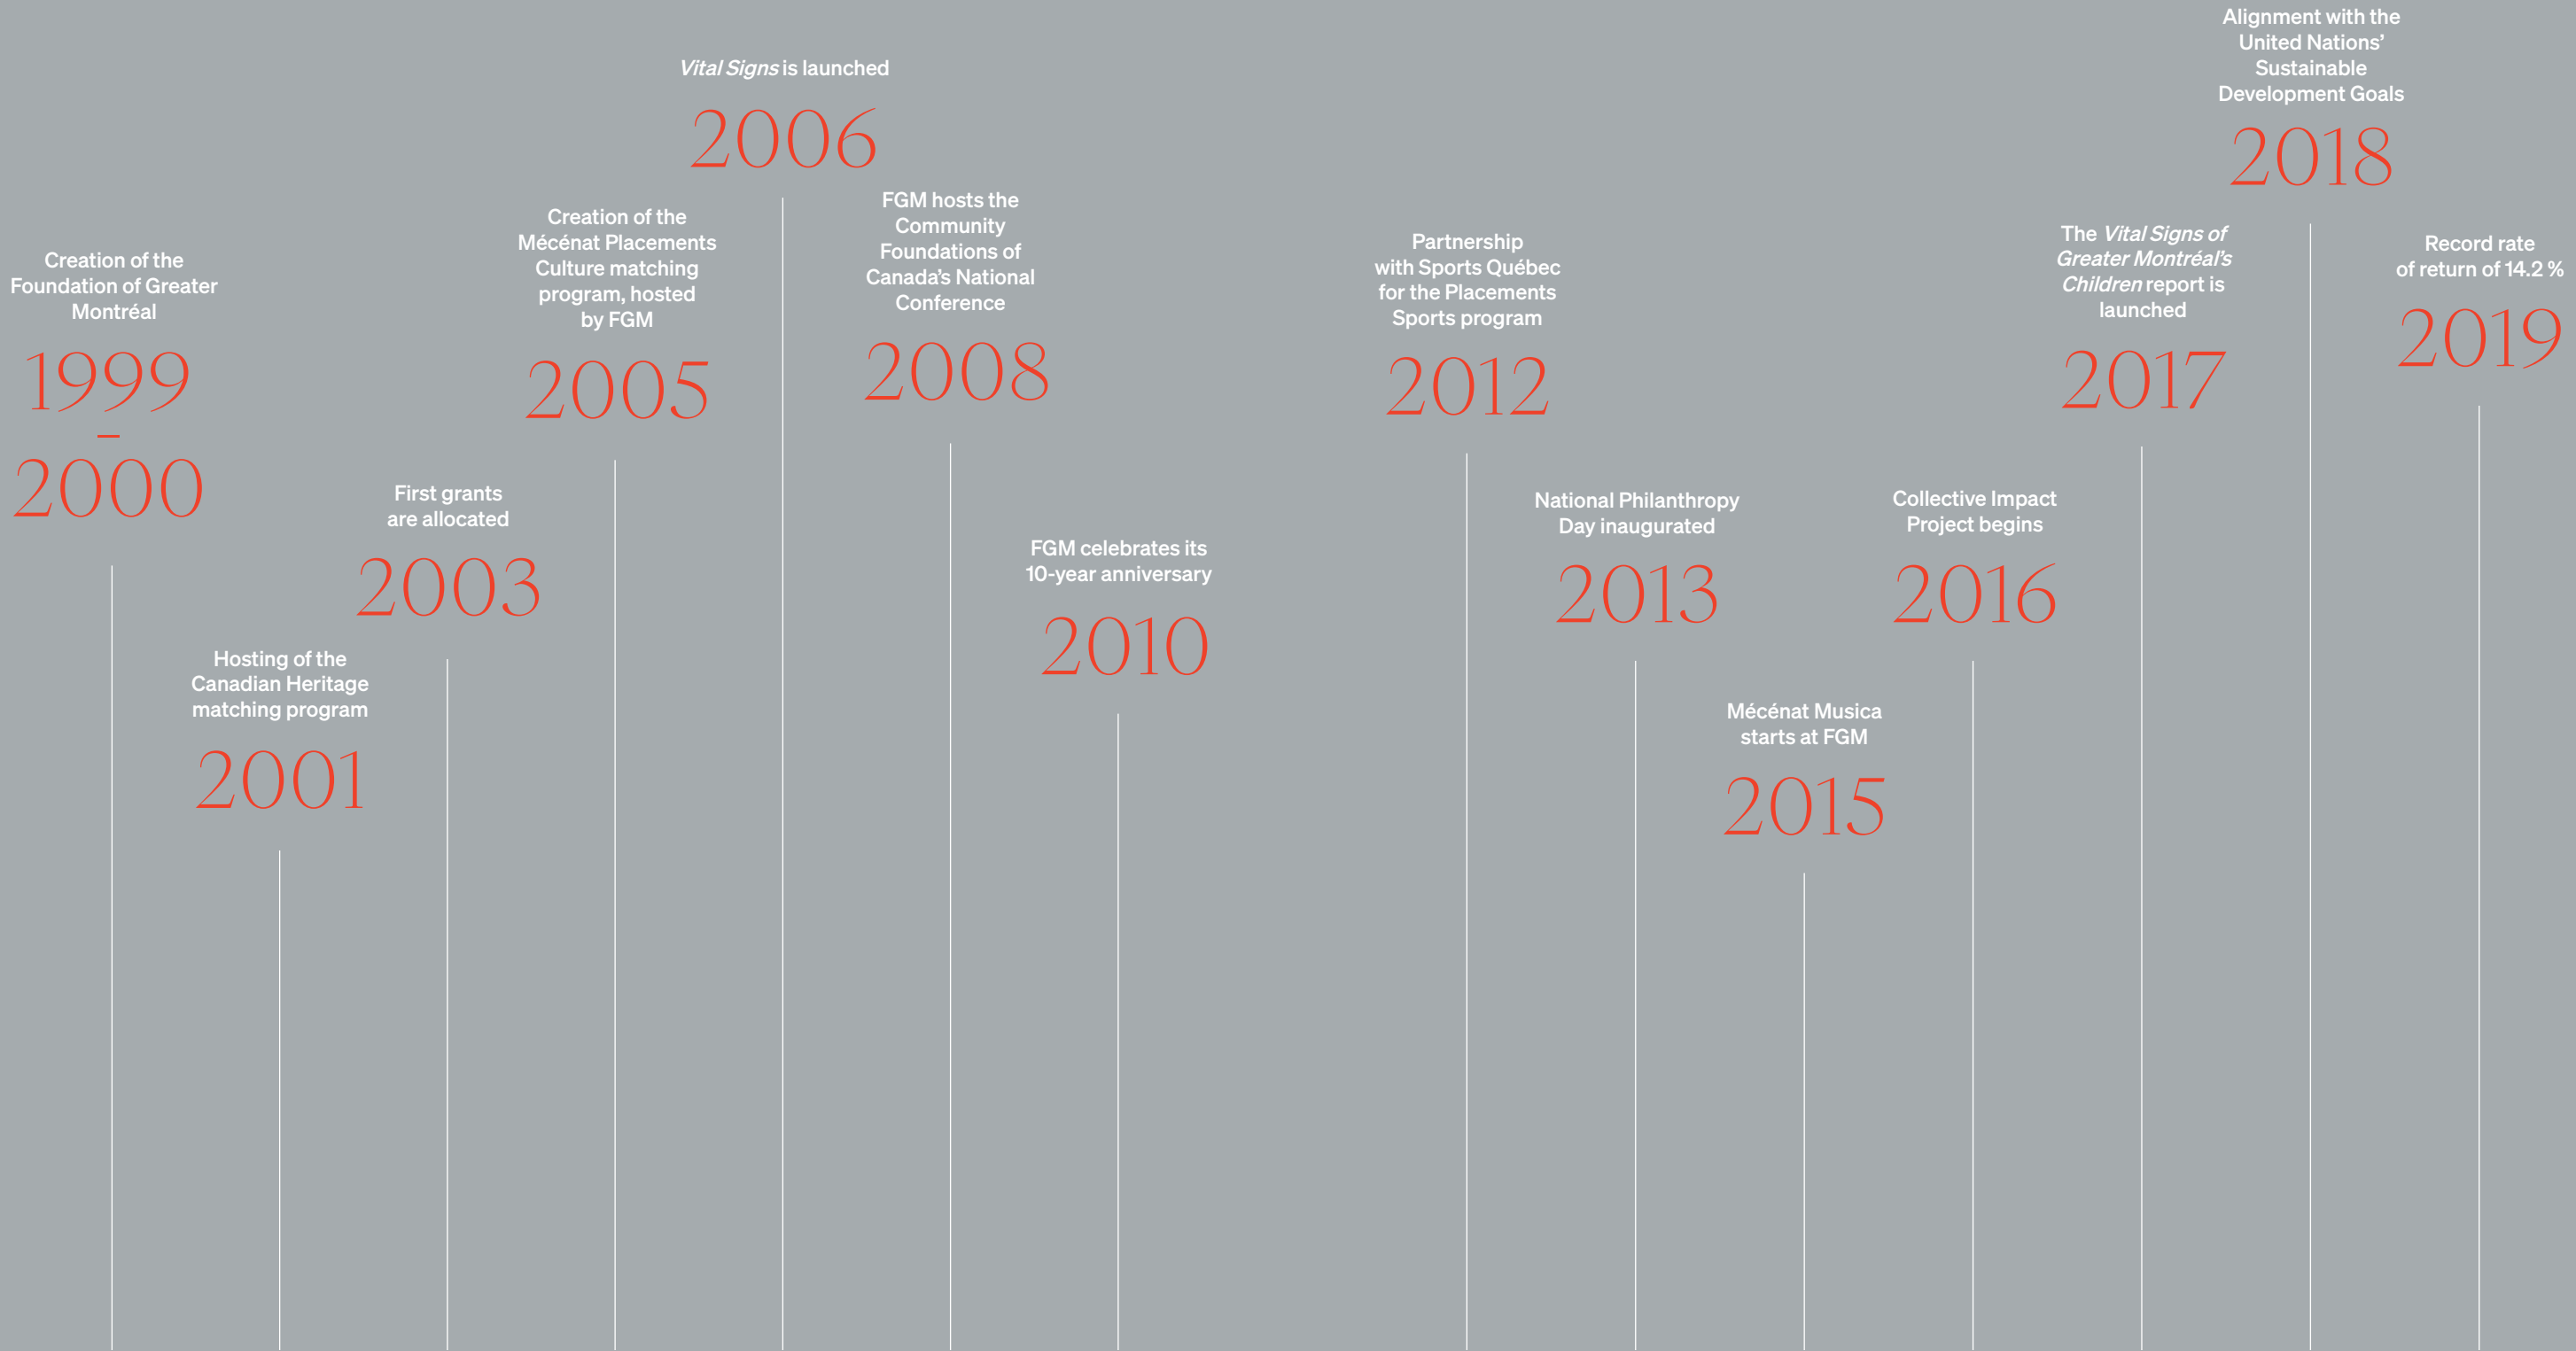 Creation of the
Foundation of Greater
Montréal
1999
–
2000
Hosting of the
Canadian Heritage
matching program
2001
First grants
are allocated
2003
Creation of the
Mécénat Placements
Culture matching
program, hosted
by FGM
2005
Vital Signs is launched
2006
FGM hosts the
Community
Foundations of
Canada’s National
Conference
2008
FGM celebrates its
10-year anniversary
2010
Partnership
with Sports Québec
for the Placements
Sports program
2012
National Philanthropy
Day inaugurated
2013
Mécénat Musica
starts at FGM
2015
Collective Impact
Project begins
2016
The Vital Signs of
Greater Montréal’s
Children report is
launched
2017
Alignment with the
United Nations’
Sustainable
Development Goals
2018
Record rate
of return of 14.2 %
2019